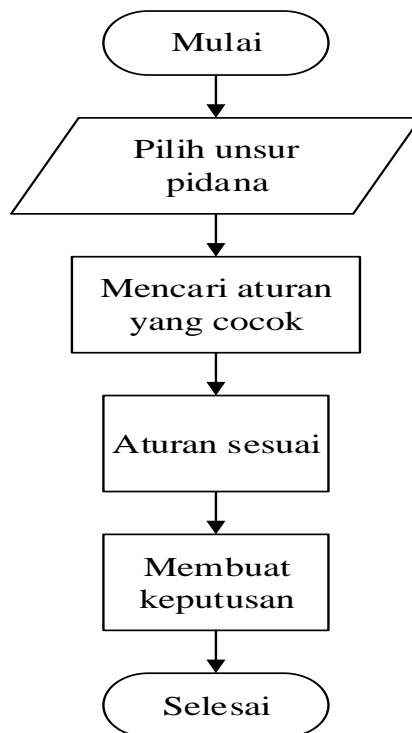 Mulai
Pilih unsur
pidana
Mencari aturan
yang cocok
Aturan sesuai
Membuat
keputusan
Selesai